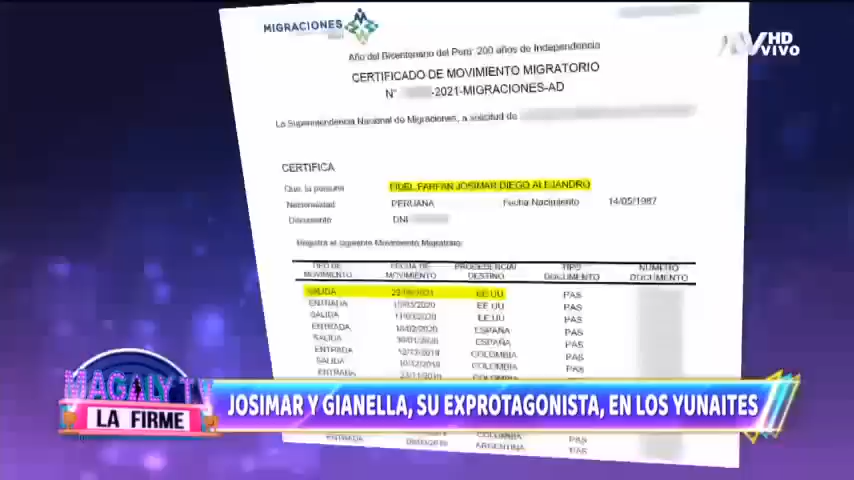 MIGRACIONES
Año del Bicentenario del Perú: 200 años de Independencia
CERTIFICADO DE MOVIMIENTO MIGRATORIO
N° -2021-MIGRACIONES-AD
La Superintendencia Nacional de Migraciones, a solicitud de
CERTIFICA
Que, la persona FIDEL FARFAN JOSIMAR DIEGO ALEJANDRO
Nacionalidad PERUANA Fecha Nacimiento 14/05/1987
Documento DNI
Registra el siguiente Movimiento Migratorio:
TIPO DE MOVIMIENTO FECHA DE MOVIMIENTO PROCEDENCIA/ DESTINO TIPO DOCUMENTO NUMERO DOCUMENTO
SALIDA EE.UU PAS
ENTRADA EE.UU PAS
SALIDA EE.UU PAS
ENTRADA ESPAÑA PAS
SALIDA ESPAÑA PAS
ENTRADA COLOMBIA PAS
SALIDA COLOMBIA PAS
ENTRADA
COLOMBIA PAS
ARGENTINA PAS
HD
VIVO
MAGALY TV
LA FIRME
JOSIMAR Y GIANELLA, SU EXPROTAGONISTA, EN LOS YUNAITES